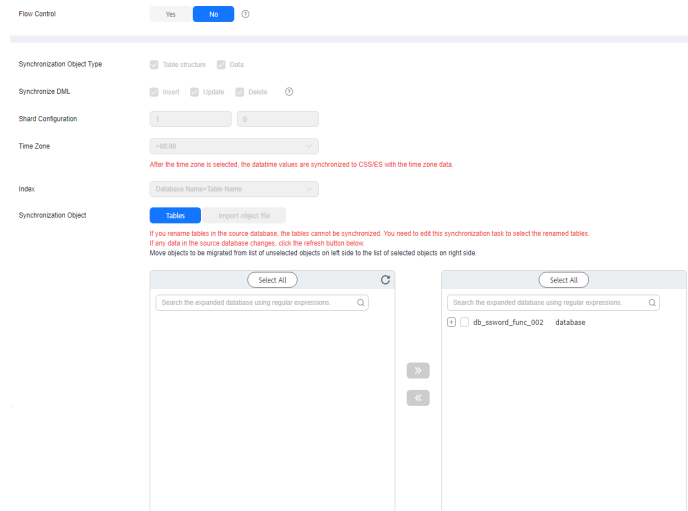 Flow Control Yes No
Synchronization Object Type Table structure Data
Synchronize DML Insert Update Delete
Shard Configuration 1 0
Time Zone +00:00
After the time zone is selected, the datatime values are synchronized to CSS/ES with the time zone data.
Index Database Name+Table Name
Synchronization Object Tables Import object file
If you rename tables in the source database, the tables cannot be synchronized. You need to edit this synchronization task to select the renamed tables.
If any data in the source database changes, click the refresh button below.
Move objects to be migrated from list of unselected objects on left side to the list of selected objects on right side.
Select All Select All
Search the expanded database using regular expressions. Search the expanded database using regular expressions.
db_ssword_func_002 database